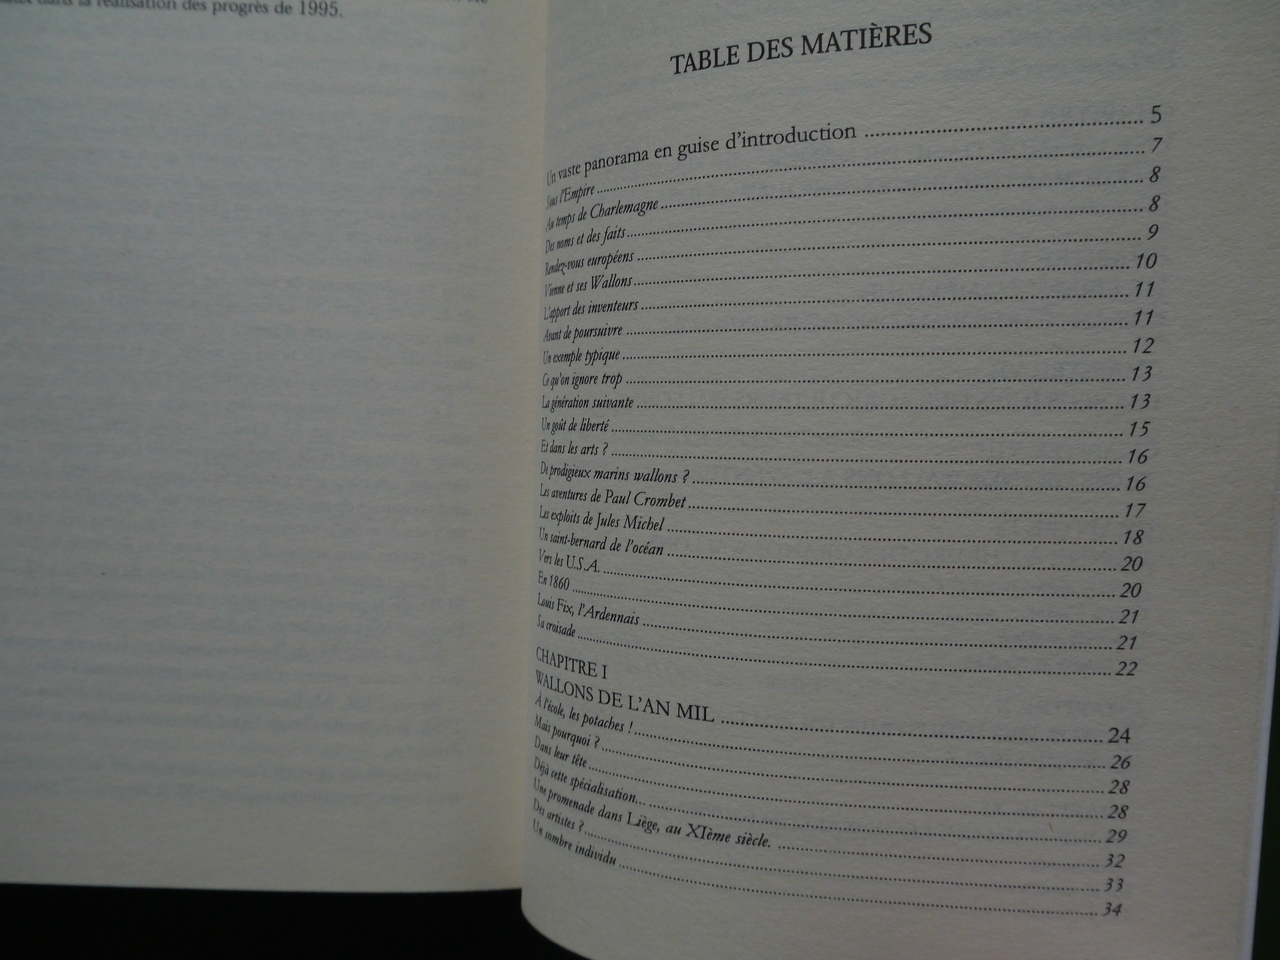 dans la réalisation des progrès de 1995.
TABLE DES MATIÈRES
Un vaste panorama en guise d'introduction ........ 5
Sous l'Empire ........ 7
Au temps de Charlemagne ........ 8
Des noms et des faits ........ 8
Rendez-vous européens ........ 9
Vienne et ses Wallons ........ 10
L'apport des inventeurs ........ 11
Avant de poursuivre ........ 11
Un exemple typique ........ 12
Ce qu'on ignore trop ........ 13
La génération suivante ........ 13
Un goût de liberté ........ 15
Et dans les arts ? ........ 16
De prodigieux marins wallons ? ........ 16
Les aventures de Paul Crombet ........ 17
Les exploits de Jules Michel ........ 18
Un saint-bernard de l'océan ........ 20
Vers les U.S.A. ........ 20
En 1860 ........ 21
Louis Fix, l'Ardennais ........ 21
Sa croisade ........ 22
CHAPITRE I
WALLONS DE L'AN MIL ........ 24
À l'école, les potaches ! ........ 26
Mais pourquoi ? ........ 28
Dans leur tête ........ 28
Déjà cette spécialisation... ........ 29
Une promenade dans Liège, au XIème siècle. ........ 32
Des artistes ? ........ 33
Un sombre individu ........ 34